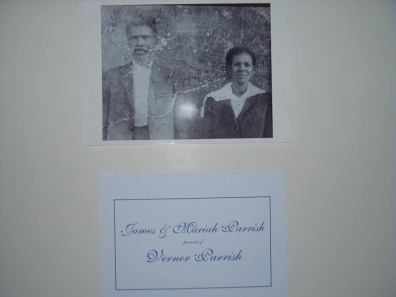 James & Mariah Parrish
parents of
Verner Parrish